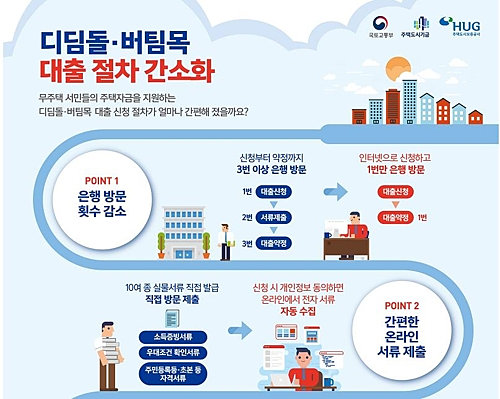 디딤돌·버팀목
대출 절차 간소화
국토교통부
주택도시기금
HUG
주택도시보증공사
무주택 서민들의 주택자금을 지원하는
디딤돌·버팀목 대출 신청 절차가 얼마나 간편해 졌을까요?
POINT 1
은행 방문
횟수 감소
신청부터 약정까지
3번 이상 은행 방문
1번 대출신청
2번 서류제출
3번 대출약정
인터넷으로 신청하고
1번만 은행 방문
대출신청
대출약정 1번
10여 종 실물서류 직접 발급
직접 방문 제출
소득증빙서류
우대조건 확인서류
주민등록등·초본 등
자격서류
신청 시 개인정보 동의하면
온라인에서 전자 서류
자동 수집
POINT 2
간편한
온라인
서류 제출